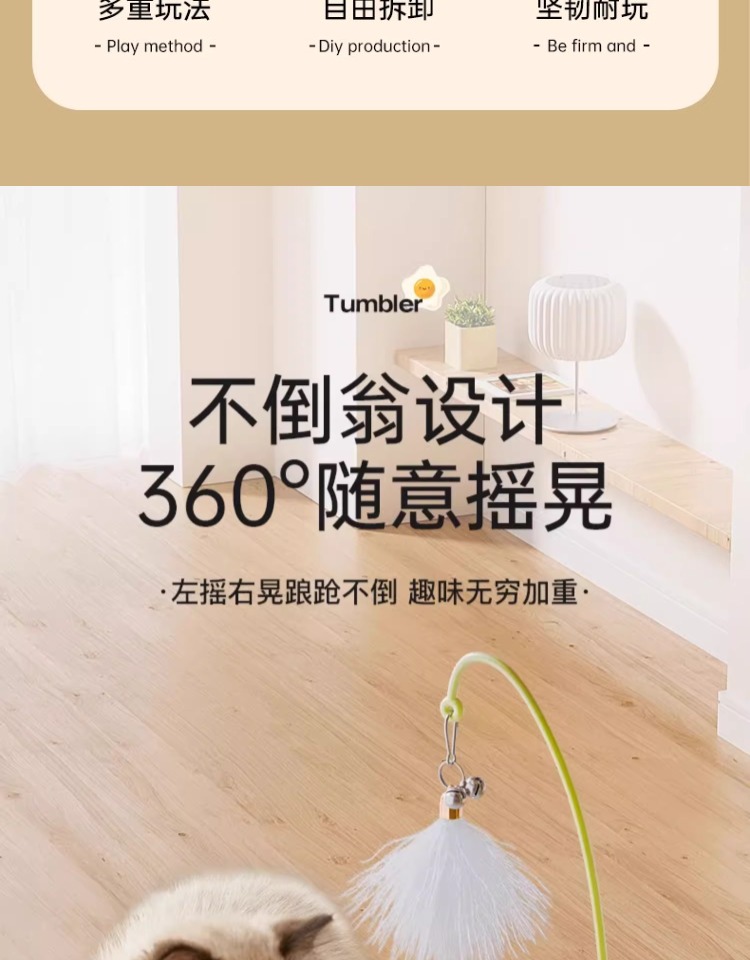 多重玩法 自由拆卸 坚韧耐玩
- Play method - -Diy production- - Be firm and -
Tumbler
不倒翁设计
360°随意摇晃
·左摇右晃踉跄不倒 趣味无穷加重·